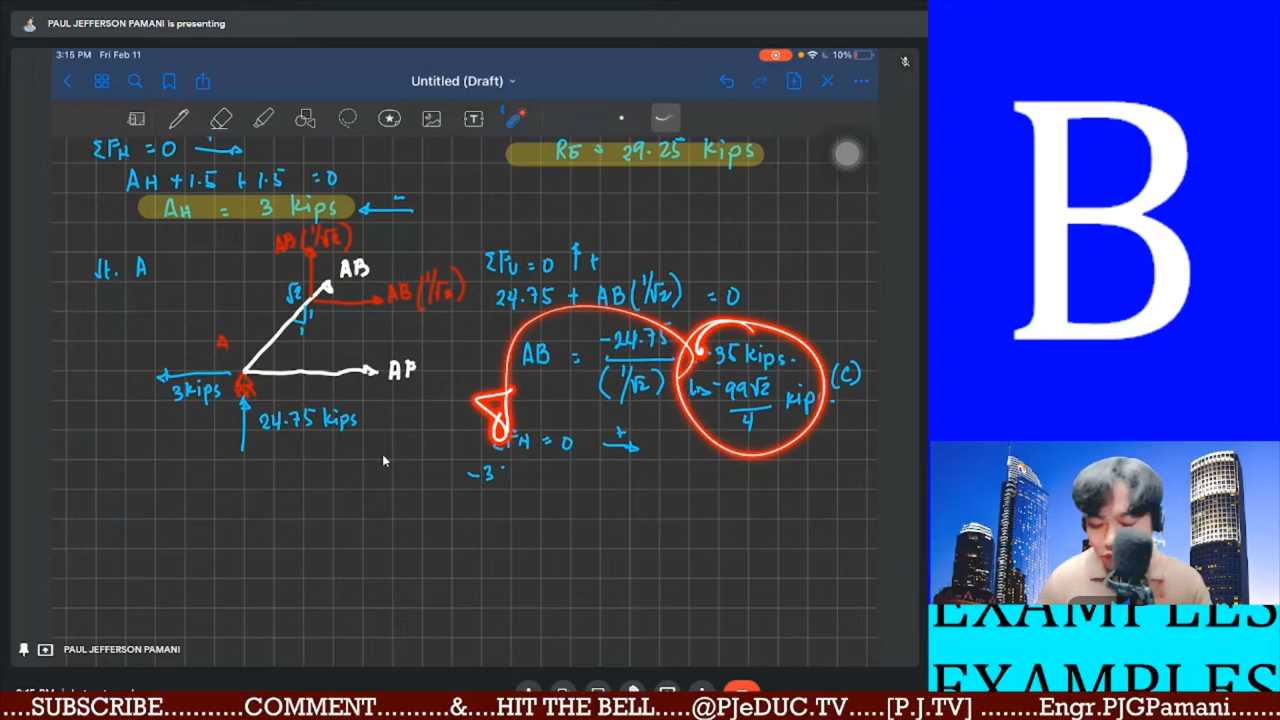 PAUL JEFFERSON PAMANI is presenting
3:15 PM Fri Feb 11
10%
Untitled (Draft)
ΣFH = 0 →+
AH + 1.5 + 1.5 = 0
AH = 3 kips ← -
RE = 29.25 kips
Jt. A
AB (1/√2)
AB
AB (1/√2)
√2
1
1
A
AF
3 kips
24.75 kips
ΣFV = 0 ↑ +
24.75 + AB (1/√2) = 0
AB = -24.75 / (1/√2)
35 kips.
-99√2 / 4 kips (C)
ΣFH = 0 →+
-3
B
PAUL JEFFERSON PAMANI
EXAMPLES
EXAMPLES
...SUBSCRIBE..........COMMENT..........&....HIT THE BELL.....@PJeDUC.TV.....[P.J.TV]......Engr.PJGPamani....